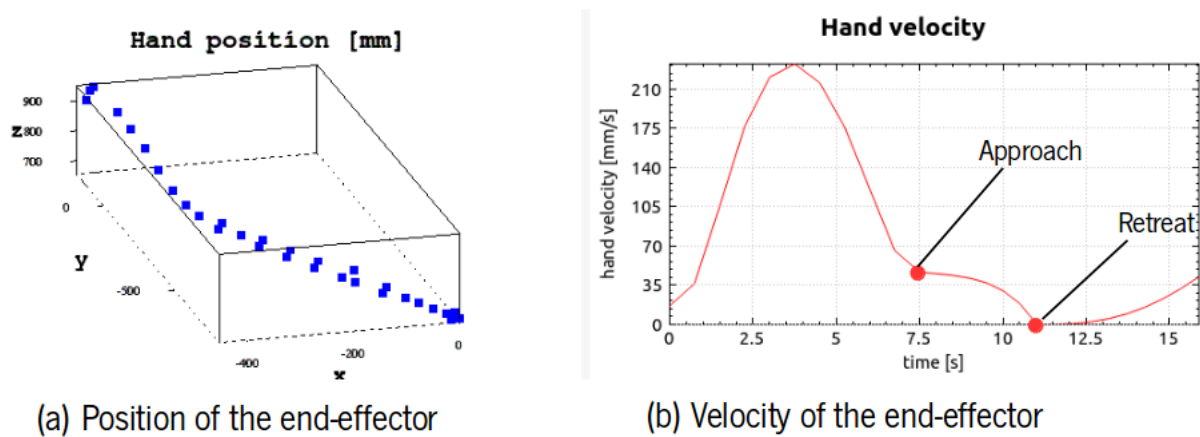 Hand position [mm]
900
z 800
700
0
y
-500
-400
-200
0
x
(a) Position of the end-effector
Hand velocity
hand velocity [mm/s]
210
175
140
105
70
35
0
Approach
Retreat
0 2.5 5 7.5 10 12.5 15
time [s]
(b) Velocity of the end-effector